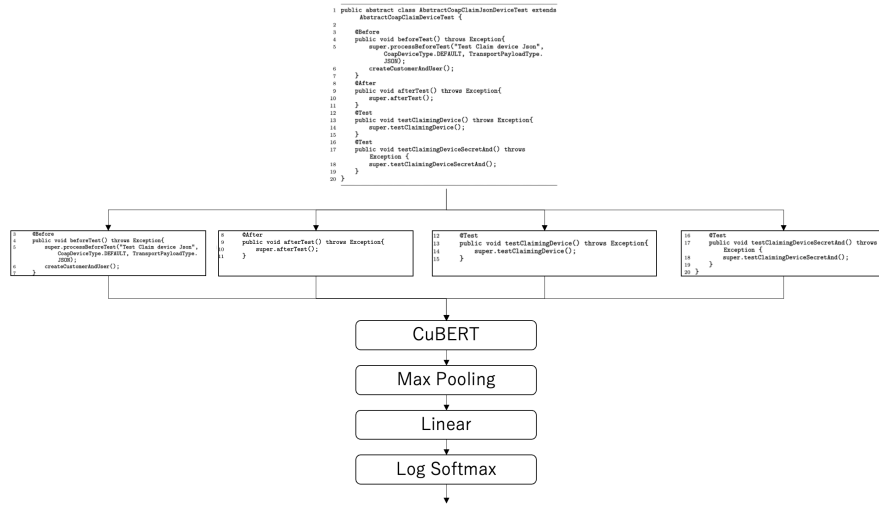 1 public abstract class AbstractCoapClaimJsonDeviceTest extends
AbstractCoapClaimDeviceTest {
2
3 @Before
4 public void beforeTest() throws Exception{
5 super.processBeforeTest("Test Claim device Json",
CoapDeviceType.DEFAULT, TransportPayloadType.
JSON);
6 createCustomerAndUser();
7 }
8 @After
9 public void afterTest() throws Exception{
10 super.afterTest();
11 }
12 @Test
13 public void testClaimingDevice() throws Exception{
14 super.testClaimingDevice();
15 }
16 @Test
17 public void testClaimingDeviceSecretAnd() throws
Exception {
18 super.testClaimingDeviceSecretAnd();
19 }
20 }
3 @Before
4 public void beforeTest() throws Exception{
5 super.processBeforeTest("Test Claim device Json",
CoapDeviceType.DEFAULT, TransportPayloadType.
JSON);
6 createCustomerAndUser();
7 }
8 @After
9 public void afterTest() throws Exception{
10 super.afterTest();
11 }
12 @Test
13 public void testClaimingDevice() throws Exception{
14 super.testClaimingDevice();
15 }
16 @Test
17 public void testClaimingDeviceSecretAnd() throws
Exception {
18 super.testClaimingDeviceSecretAnd();
19 }
20 }
CuBERT
Max Pooling
Linear
Log Softmax